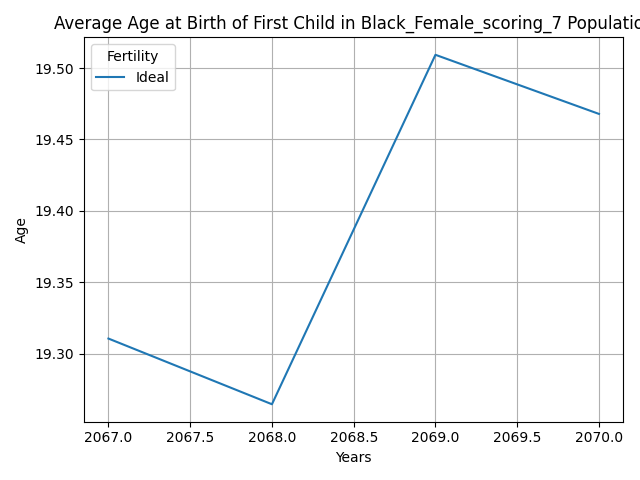 Average Age at Birth of First Child in Black_Female_scoring_7 Populatio
Fertility
Ideal
19.50
19.45
19.40
19.35
19.30
Age
2067.0 2067.5 2068.0 2068.5 2069.0 2069.5 2070.0
Years